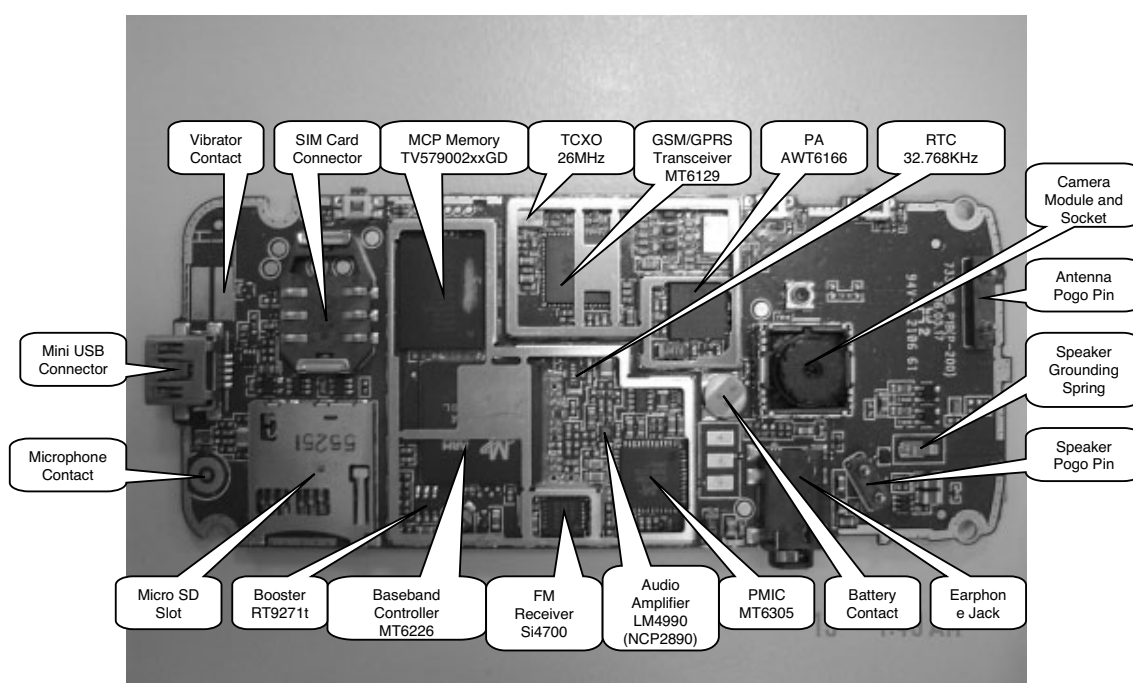 Vibrator
Contact
SIM Card
Connector
MCP Memory
TV579002xxGD
TCXO
26MHz
GSM/GPRS
Transceiver
MT6129
PA
AWT6166
RTC
32.768KHz
Camera
Module and
Socket
Antenna
Pogo Pin
Mini USB
Connector
Speaker
Grounding
Spring
Microphone
Contact
55251
ARM
Speaker
Pogo Pin
Micro SD
Slot
Booster
RT9271t
Baseband
Controller
MT6226
FM
Receiver
Si4700
Audio
Amplifier
LM4990
(NCP2890)
PMIC
MT6305
Battery
Contact
Earphon
e Jack